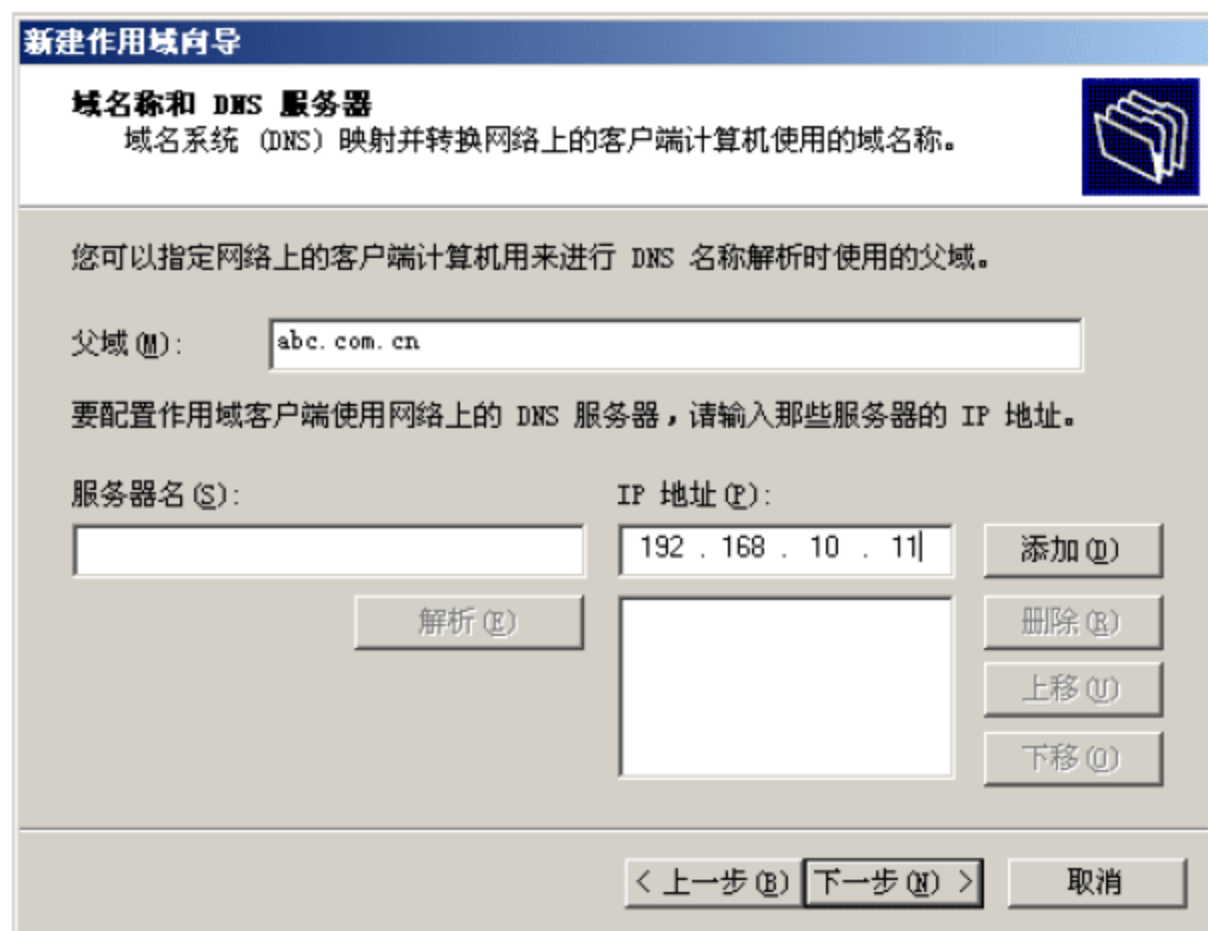 新建作用域向导
域名称和 DNS 服务器
域名系统 (DNS) 映射并转换网络上的客户端计算机使用的域名称。
您可以指定网络上的客户端计算机用来进行 DNS 名称解析时使用的父域。
父域(M): abc.com.cn
要配置作用域客户端使用网络上的 DNS 服务器，请输入那些服务器的 IP 地址。
服务器名(S): IP 地址(P):
192 . 168 . 10 . 11 添加(D)
解析(E) 删除(R)
上移(U)
下移(O)
< 上一步(B) 下一步(N) > 取消